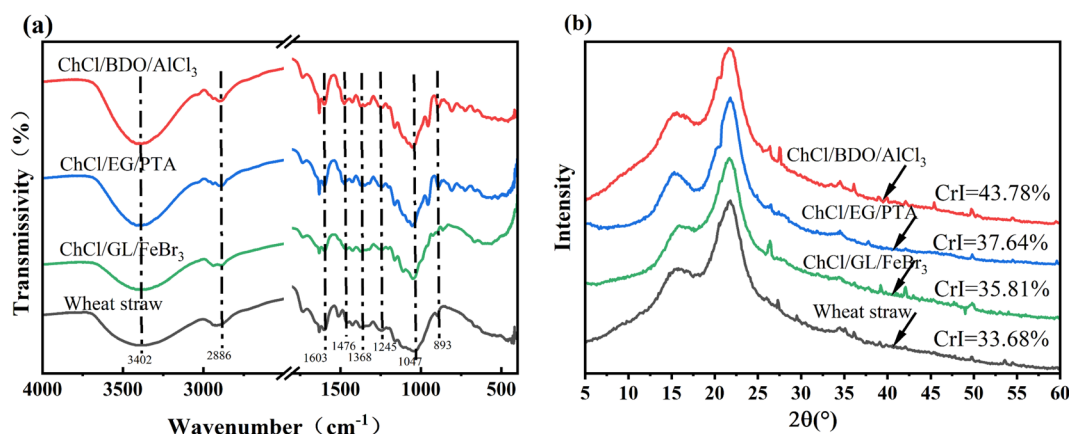 (a)
ChCl/BDO/AlCl₃
ChCl/EG/PTA
ChCl/GL/FeBr₃
Wheat straw
3402
2886
1603
1476
1368
1245
1047
893
4000
3000
1500
1000
500
Wavenumber（cm⁻¹）
Transmissivity（%）
(b)
ChCl/BDO/AlCl₃
CrI=43.78%
ChCl/EG/PTA
CrI=37.64%
ChCl/GL/FeBr₃
CrI=35.81%
Wheat straw
CrI=33.68%
5
10
15
20
25
30
35
40
45
50
55
60
2θ(°)
Intensity